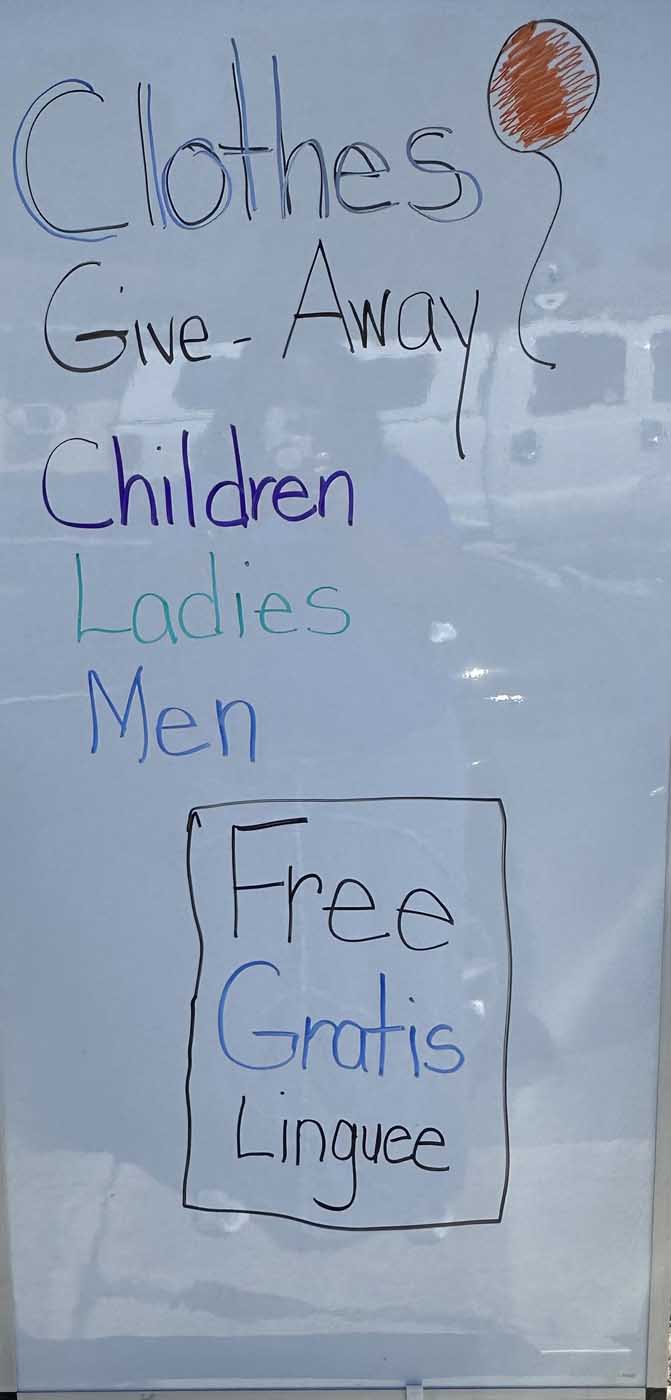 Clothes
Give-Away
Children
Ladies
Men
Free
Gratis
Linguee